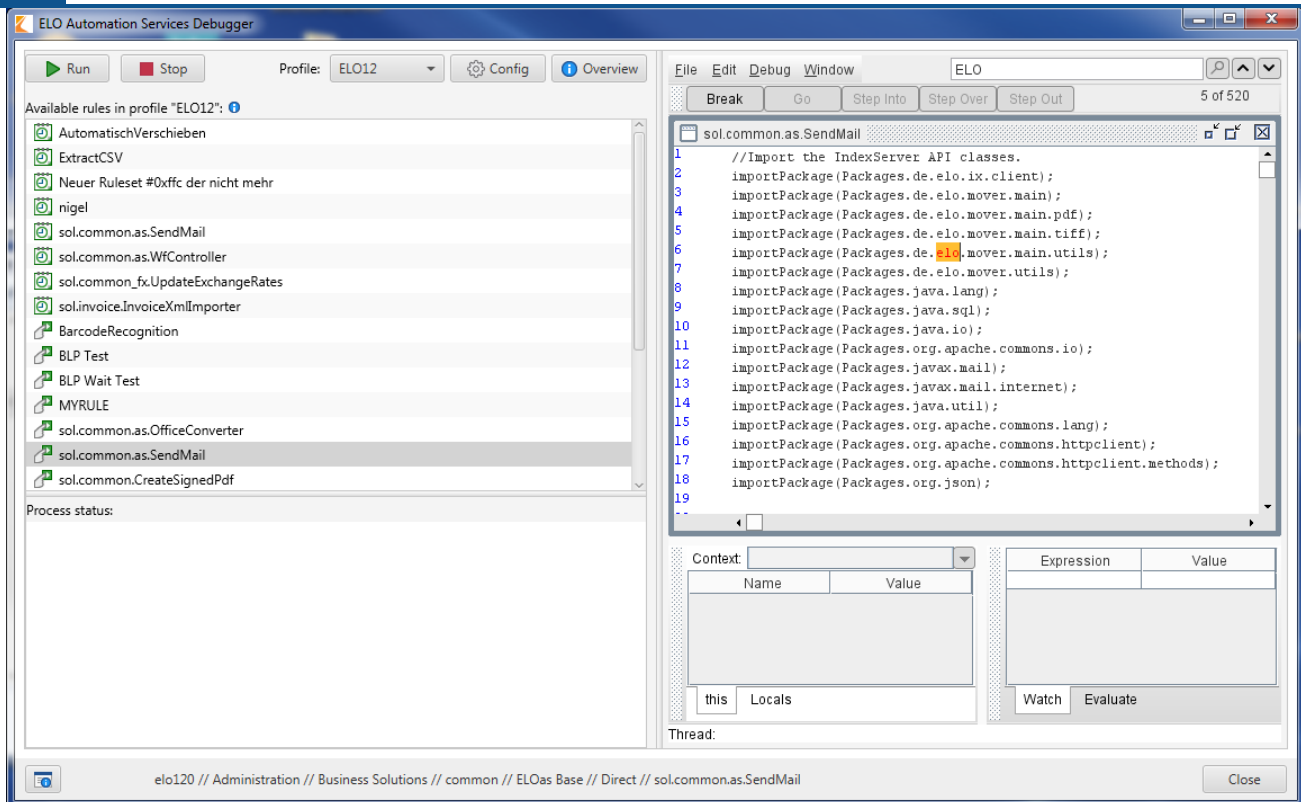 ELO Automation Services Debugger
Run Stop Profile: ELO12 Config Overview
Available rules in profile "ELO12":
AutomatischVerschieben
ExtractCSV
Neuer Ruleset #0xffc der nicht mehr
nigel
sol.common.as.SendMail
sol.common.as.WfController
sol.common_fx.UpdateExchangeRates
sol.invoice.InvoiceXmlImporter
BarcodeRecognition
BLP Test
BLP Wait Test
MYRULE
sol.common.as.OfficeConverter
sol.common.as.SendMail
sol.common.CreateSignedPdf
Process status:
File Edit Debug Window ELO
Break Go Step Into Step Over Step Out 5 of 520
sol.common.as.SendMail
1 //Import the IndexServer API classes.
2 importPackage(Packages.de.elo.ix.client);
3 importPackage(Packages.de.elo.mover.main);
4 importPackage(Packages.de.elo.mover.main.pdf);
5 importPackage(Packages.de.elo.mover.main.tiff);
6 importPackage(Packages.de.elo.mover.main.utils);
7 importPackage(Packages.de.elo.mover.utils);
8 importPackage(Packages.java.lang);
9 importPackage(Packages.java.sql);
10 importPackage(Packages.java.io);
11 importPackage(Packages.org.apache.commons.io);
12 importPackage(Packages.javax.mail);
13 importPackage(Packages.javax.mail.internet);
14 importPackage(Packages.java.util);
15 importPackage(Packages.org.apache.commons.lang);
16 importPackage(Packages.org.apache.commons.httpclient);
17 importPackage(Packages.org.apache.commons.httpclient.methods);
18 importPackage(Packages.org.json);
19
Context:
Name Value
this Locals
Expression Value
Watch Evaluate
Thread:
elo120 // Administration // Business Solutions // common // ELOas Base // Direct // sol.common.as.SendMail
Close